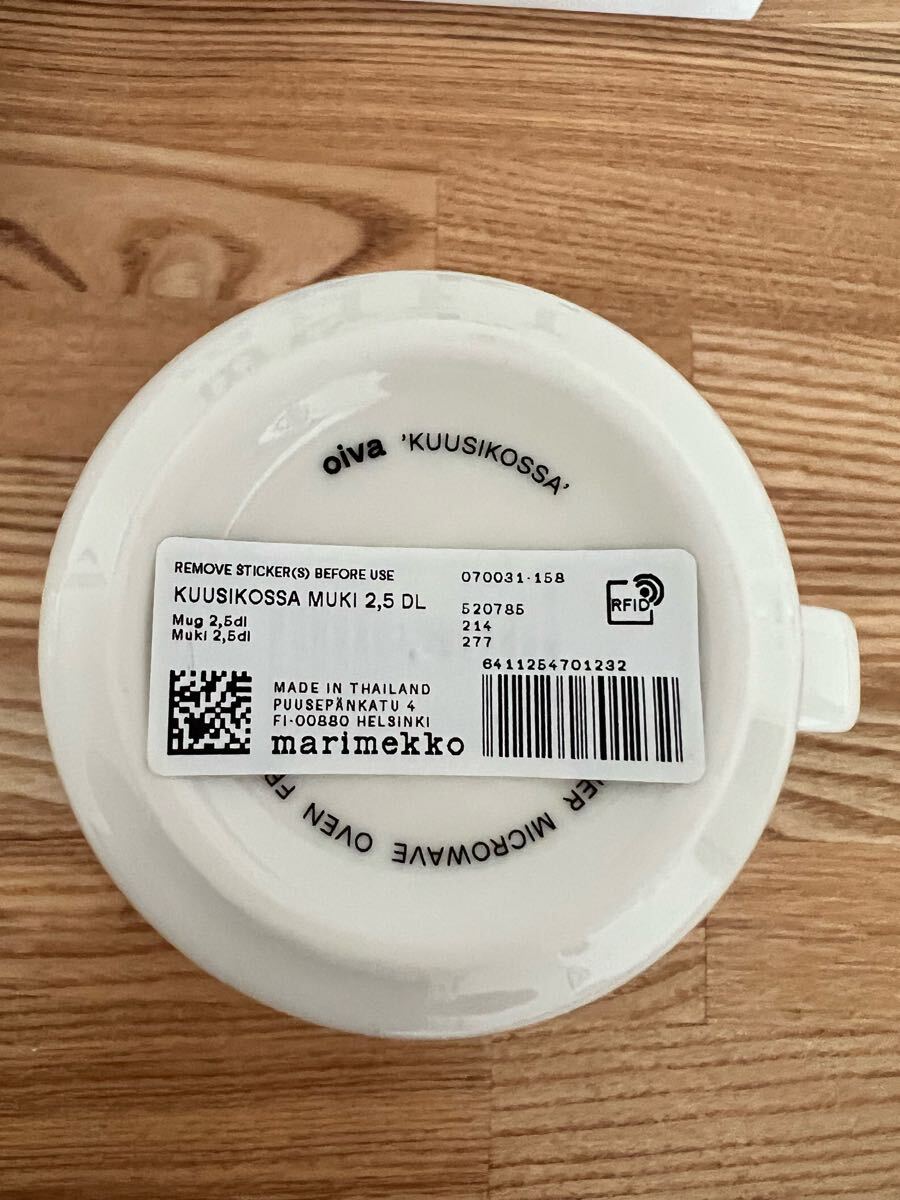 oiva 'KUUSIKOSSA'
REMOVE STICKER(S) BEFORE USE
KUUSIKOSSA MUKI 2,5 DL
Mug 2,5dl
Muki 2,5dl
070031-158
520785
214
277
RFID
6411254701232
MADE IN THAILAND
PUUSEPÄNKATU 4
FI-00880 HELSINKI
marimekko
MICROWAVE OVEN